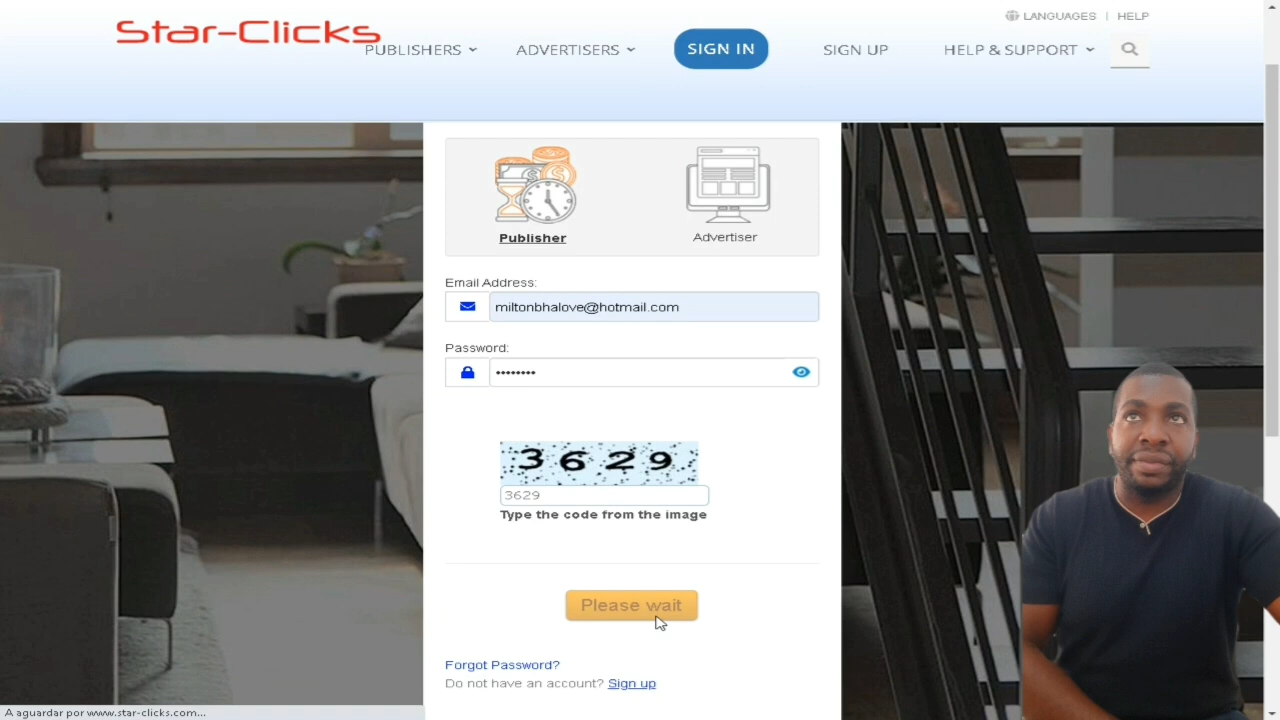 LANGUAGES | HELP
Star-Clicks
PUBLISHERS ADVERTISERS SIGN IN SIGN UP HELP & SUPPORT
Publisher Advertiser
Email Address:
miltonbhalove@hotmail.com
Password:
••••••••
3629
3629
Type the code from the image
Please wait
Forgot Password?
Do not have an account? Sign up
A aguardar por www.star-clicks.com...